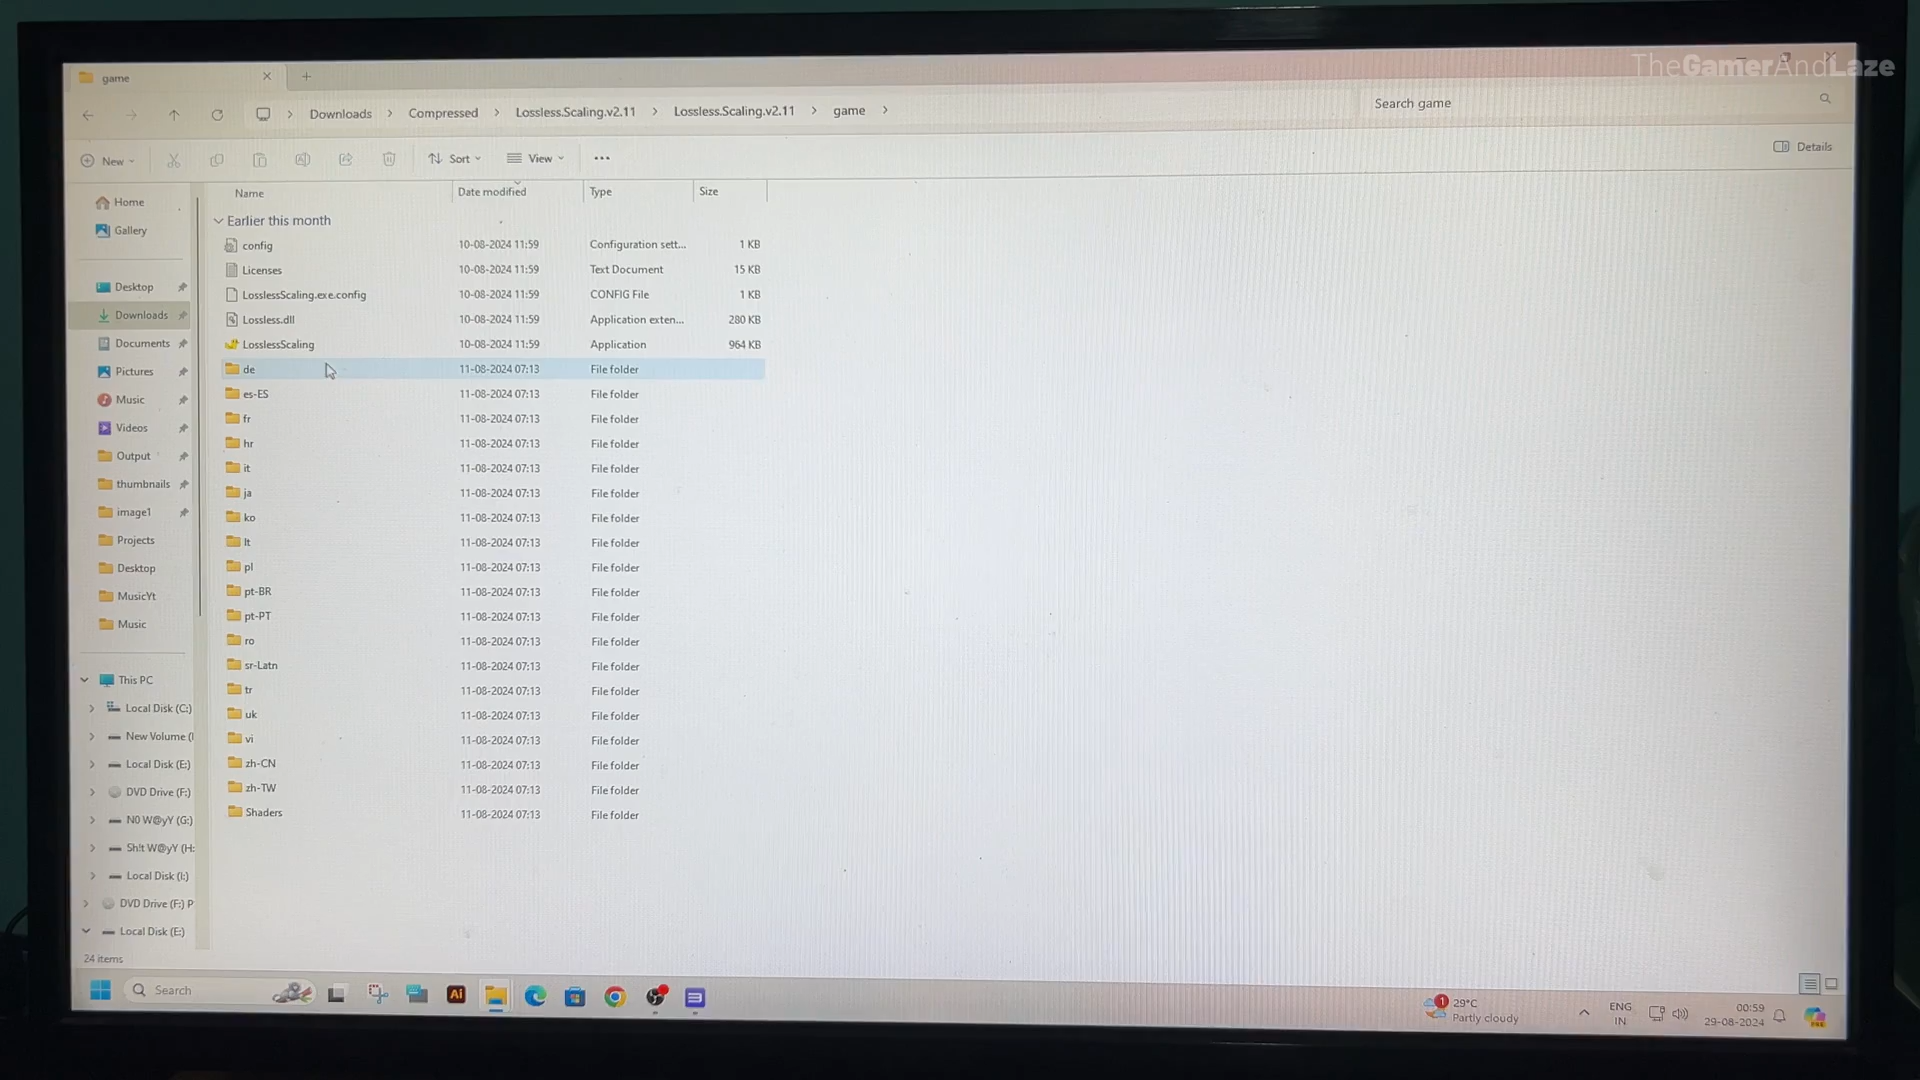 TheGamerAndLaze
game
Downloads > Compressed > Lossless.Scaling.v2.11 > Lossless.Scaling.v2.11 > game >
Search game
New
Sort
View
Details
Name Date modified Type Size
Earlier this month
config 10-08-2024 11:59 Configuration sett... 1 KB
Licenses 10-08-2024 11:59 Text Document 15 KB
LosslessScaling.exe.config 10-08-2024 11:59 CONFIG File 1 KB
Lossless.dll 10-08-2024 11:59 Application exten... 280 KB
LosslessScaling 10-08-2024 11:59 Application 964 KB
de 11-08-2024 07:13 File folder
es-ES 11-08-2024 07:13 File folder
fr 11-08-2024 07:13 File folder
hr 11-08-2024 07:13 File folder
it 11-08-2024 07:13 File folder
ja 11-08-2024 07:13 File folder
ko 11-08-2024 07:13 File folder
lt 11-08-2024 07:13 File folder
pl 11-08-2024 07:13 File folder
pt-BR 11-08-2024 07:13 File folder
pt-PT 11-08-2024 07:13 File folder
ro 11-08-2024 07:13 File folder
sr-Latn 11-08-2024 07:13 File folder
tr 11-08-2024 07:13 File folder
uk 11-08-2024 07:13 File folder
vi 11-08-2024 07:13 File folder
zh-CN 11-08-2024 07:13 File folder
zh-TW 11-08-2024 07:13 File folder
Shaders 11-08-2024 07:13 File folder
Home
Gallery
Desktop
Downloads
Documents
Pictures
Music
Videos
Output
thumbnails
image1
Projects
Desktop
MusicYt
Music
This PC
Local Disk (C:)
New Volume (
Local Disk (E:)
DVD Drive (F:)
N0 W@yY (G:)
Sh!t W@yY (H:
Local Disk (I:)
DVD Drive (F:) P
Local Disk (E:)
24 items
Search
Ai
1
29°C
Partly cloudy
ENG
IN
00:59
29-08-2024